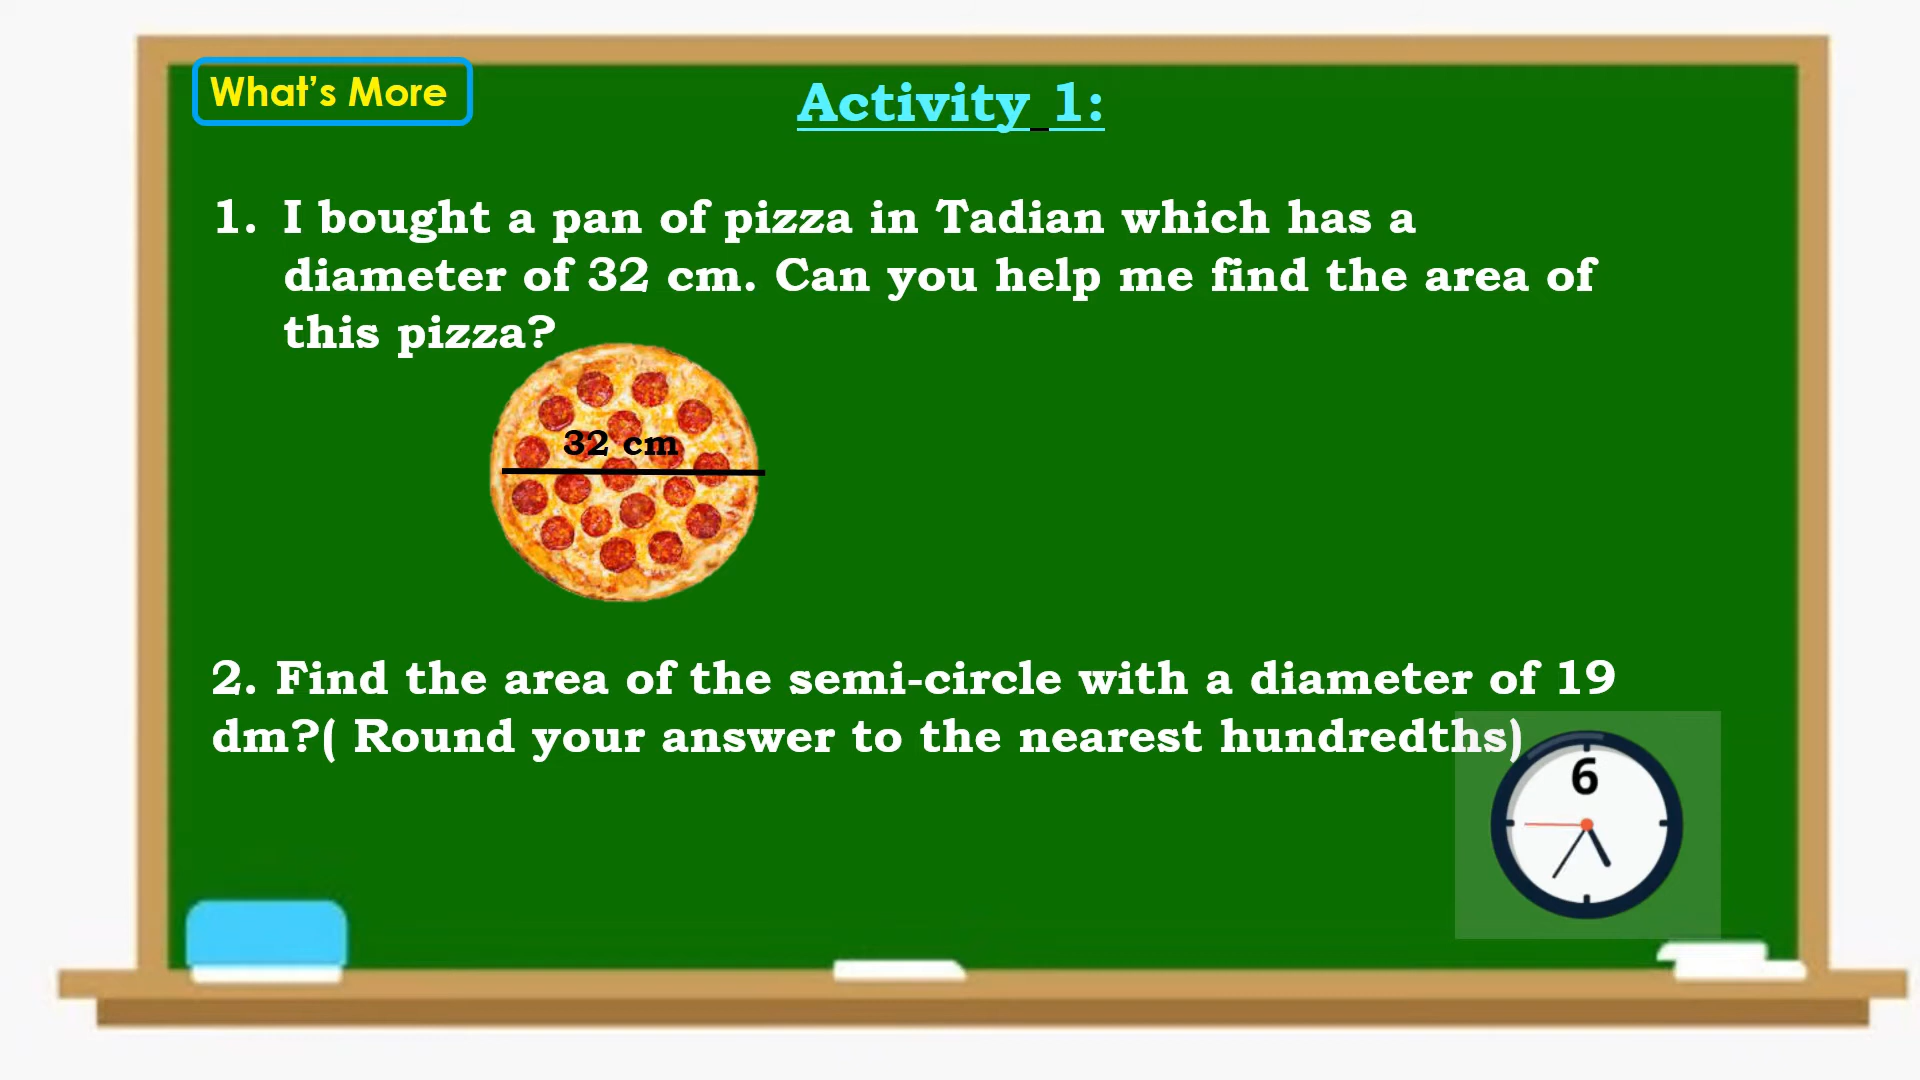 What's More
Activity 1:
1. I bought a pan of pizza in Tadian which has a
diameter of 32 cm. Can you help me find the area of
this pizza?
32 cm
2. Find the area of the semi-circle with a diameter of 19
dm?( Round your answer to the nearest hundredths)
6